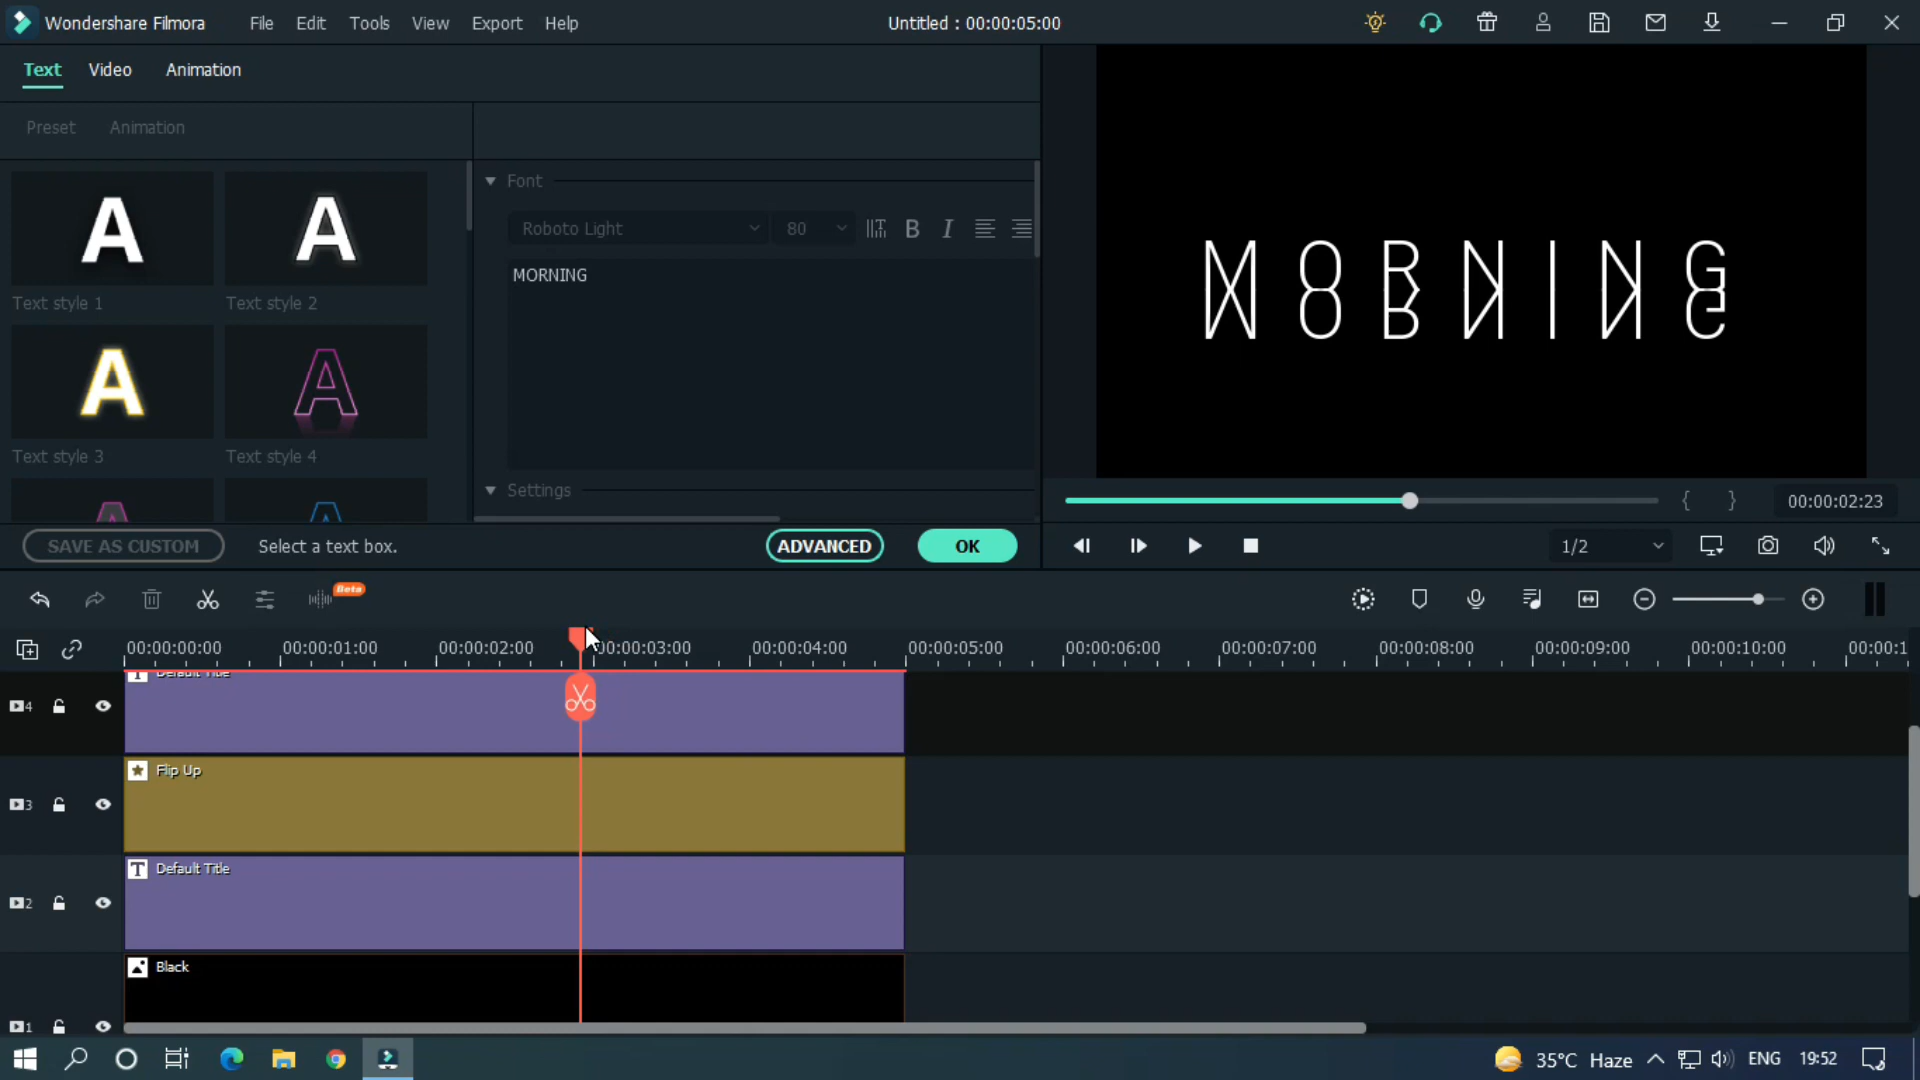 Wondershare Filmora File Edit Tools View Export Help Untitled : 00:00:05:00
Text Video Animation
Preset Animation
Font
Roboto Light 80 B I
MORNING
MORNING
A A
Text style 1 Text style 2
A A
Text style 3 Text style 4
Settings
00:00:02:23
SAVE AS CUSTOM Select a text box. ADVANCED OK 1/2
Beta
00:00:00:00 00:00:01:00 00:00:02:00 00:00:03:00 00:00:04:00 00:00:05:00 00:00:06:00 00:00:07:00 00:00:08:00 00:00:09:00 00:00:10:00 00:00:1
Default Title
4
Flip Up
3
T Default Title
2
Black
1
35°C Haze ENG 19:52